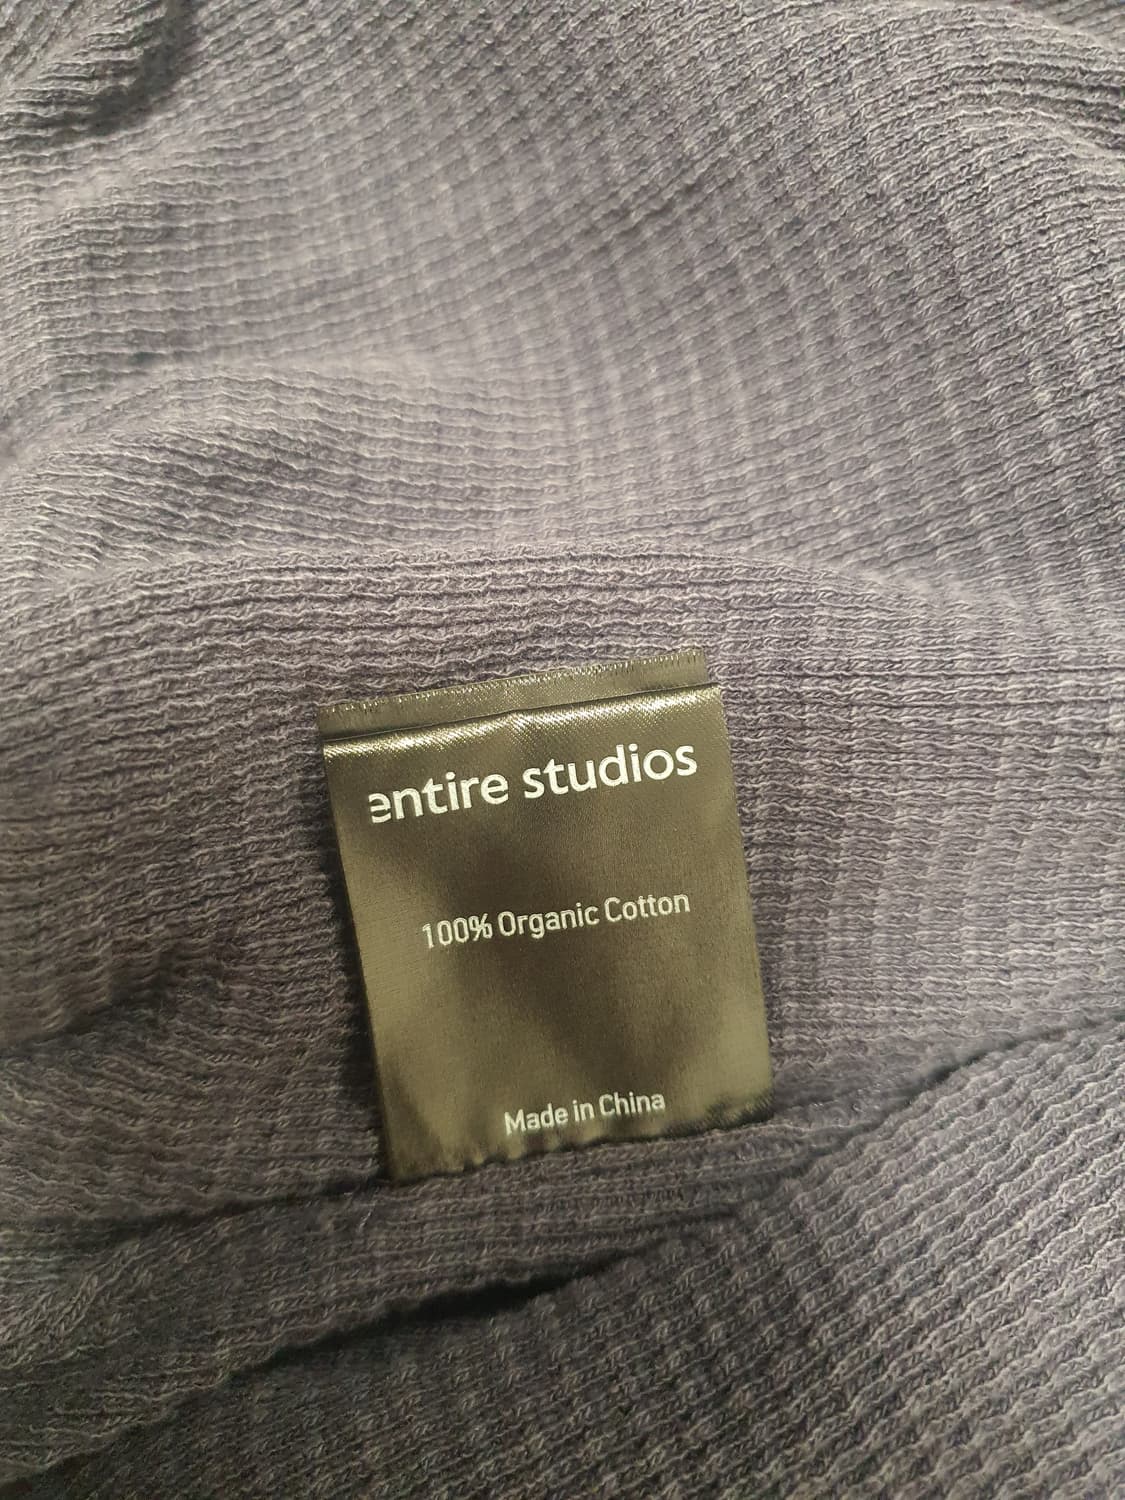 entire studios
100% Organic Cotton
Made in China